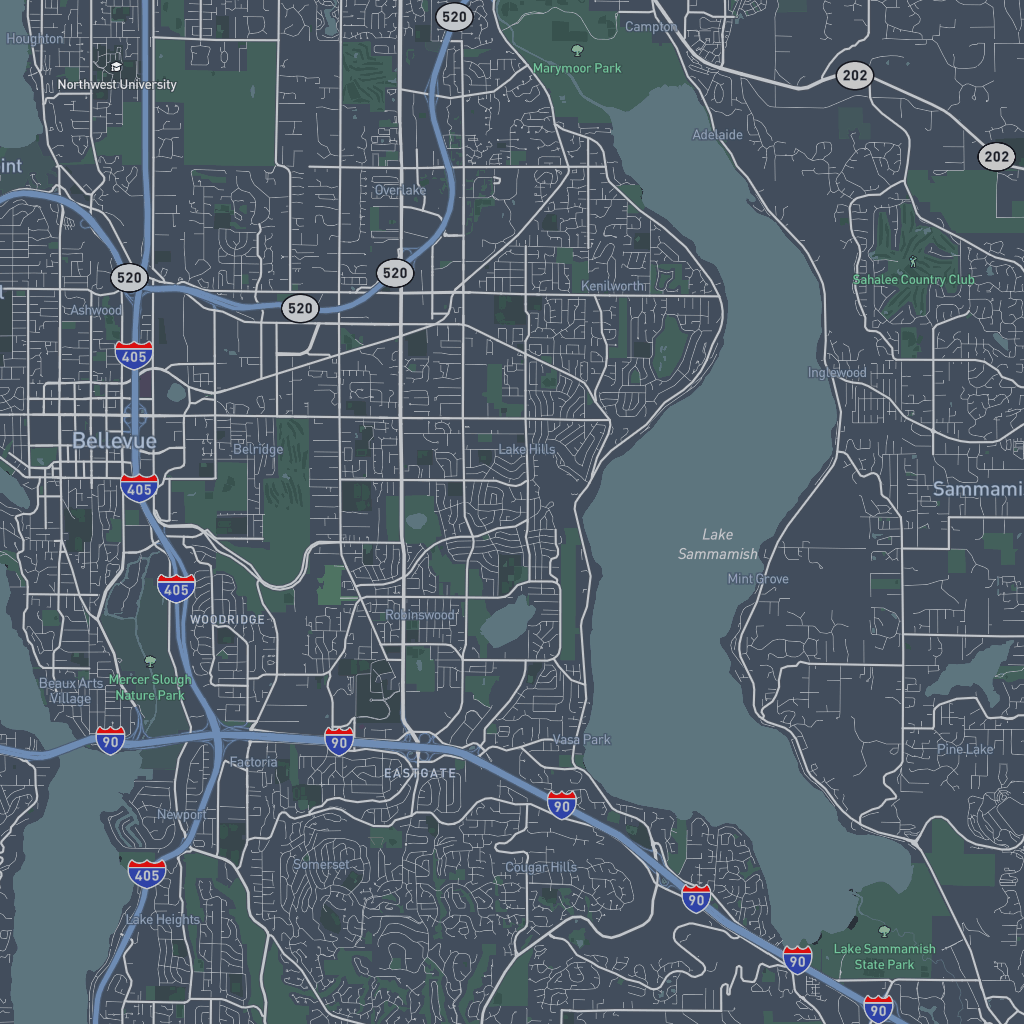 520
Campton
Houghton
Marymoor Park
202
Northwest University
Adelaide
202
int
Overlake
520
520
Sahalee Country Club
Kenilworth
520
Ashwood
405
Inglewood
Bellevue
Belridge
Lake Hills
405
Sammami
Lake
Sammamish
Mint Grove
405
WOODRIDGE
Robinswood
Mercer Slough
Nature Park
Beaux Arts
Village
90
90
Vasa Park
Pine Lake
Factoria
EASTGATE
90
Newport
Somerset
Cougar Hills
405
90
Lake Heights
Lake Sammamish
State Park
90
90